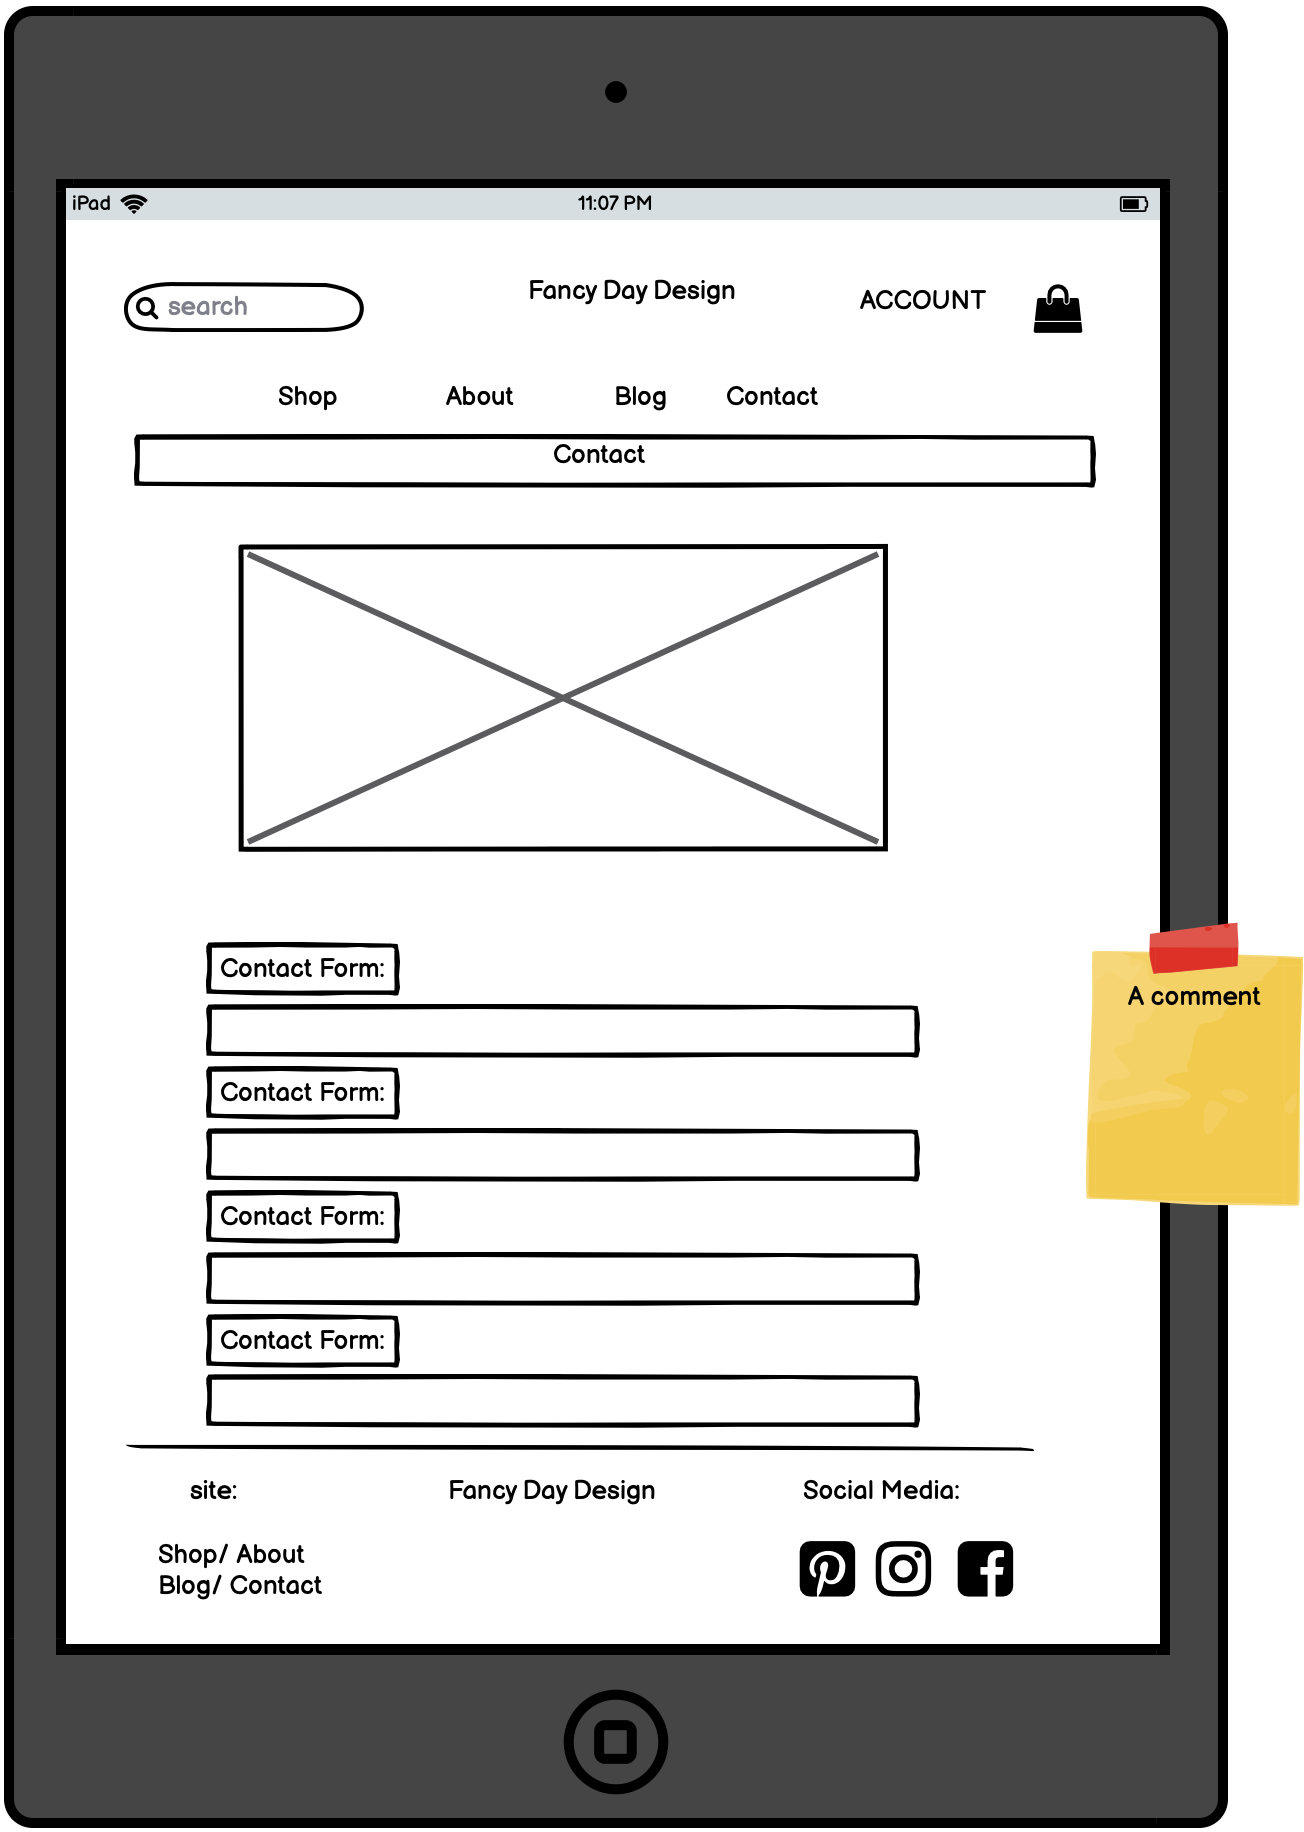 iPad
11:07 PM
search
Fancy Day Design
ACCOUNT
Shop
About
Blog
Contact
Contact
Contact Form:
A comment
Contact Form:
Contact Form:
Contact Form:
site:
Fancy Day Design
Social Media:
Shop/ About
Blog/ Contact